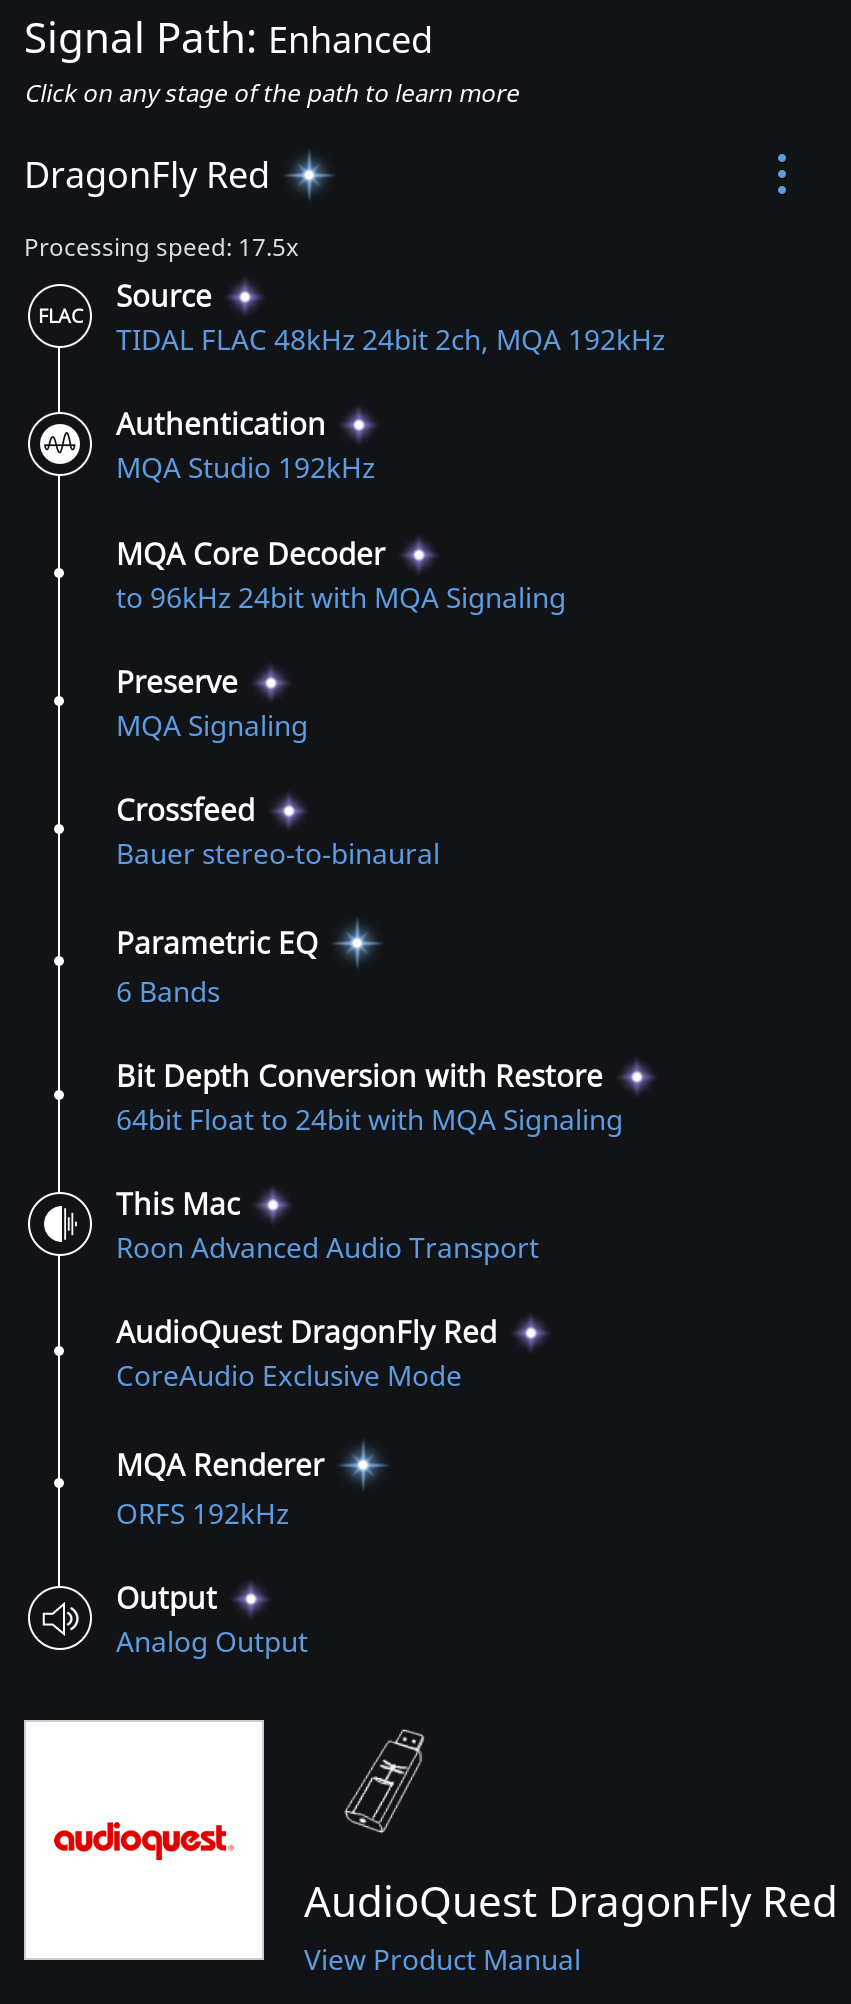 Signal Path: Enhanced
Click on any stage of the path to learn more
DragonFly Red
Processing speed: 17.5x
FLAC
Source
TIDAL FLAC 48kHz 24bit 2ch, MQA 192kHz
Authentication
MQA Studio 192kHz
MQA Core Decoder
to 96kHz 24bit with MQA Signaling
Preserve
MQA Signaling
Crossfeed
Bauer stereo-to-binaural
Parametric EQ
6 Bands
Bit Depth Conversion with Restore
64bit Float to 24bit with MQA Signaling
This Mac
Roon Advanced Audio Transport
AudioQuest DragonFly Red
CoreAudio Exclusive Mode
MQA Renderer
ORFS 192kHz
Output
Analog Output
audioquest®
AudioQuest DragonFly Red
View Product Manual